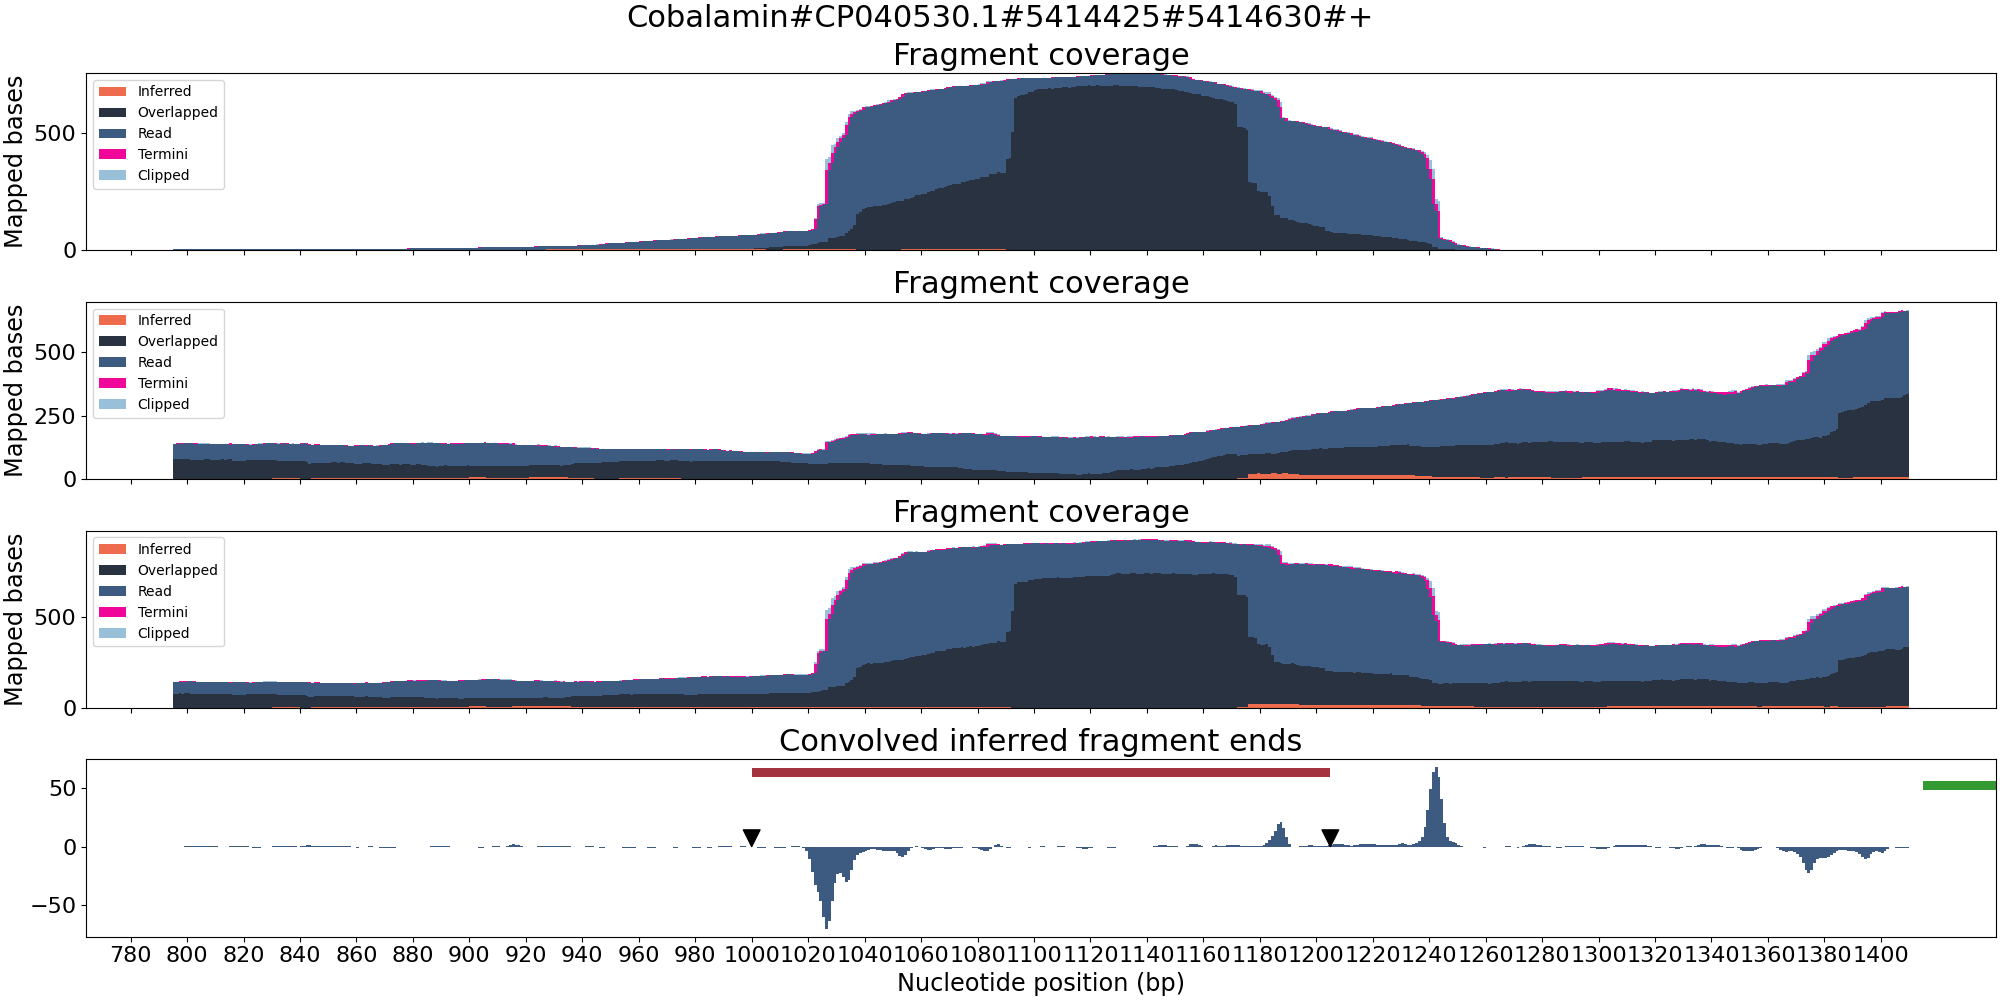 Cobalamin#CP040530.1#5414425#5414630#+
Fragment coverage
Mapped bases
500
0
Inferred
Overlapped
Read
Termini
Clipped
Fragment coverage
Mapped bases
500
250
0
Inferred
Overlapped
Read
Termini
Clipped
Fragment coverage
Mapped bases
500
0
Inferred
Overlapped
Read
Termini
Clipped
Convolved inferred fragment ends
50
0
−50
780 800 820 840 860 880 900 920 940 960 980 1000 1020 1040 1060 1080 1100 1120 1140 1160 1180 1200 1220 1240 1260 1280 1300 1320 1340 1360 1380 1400
Nucleotide position (bp)